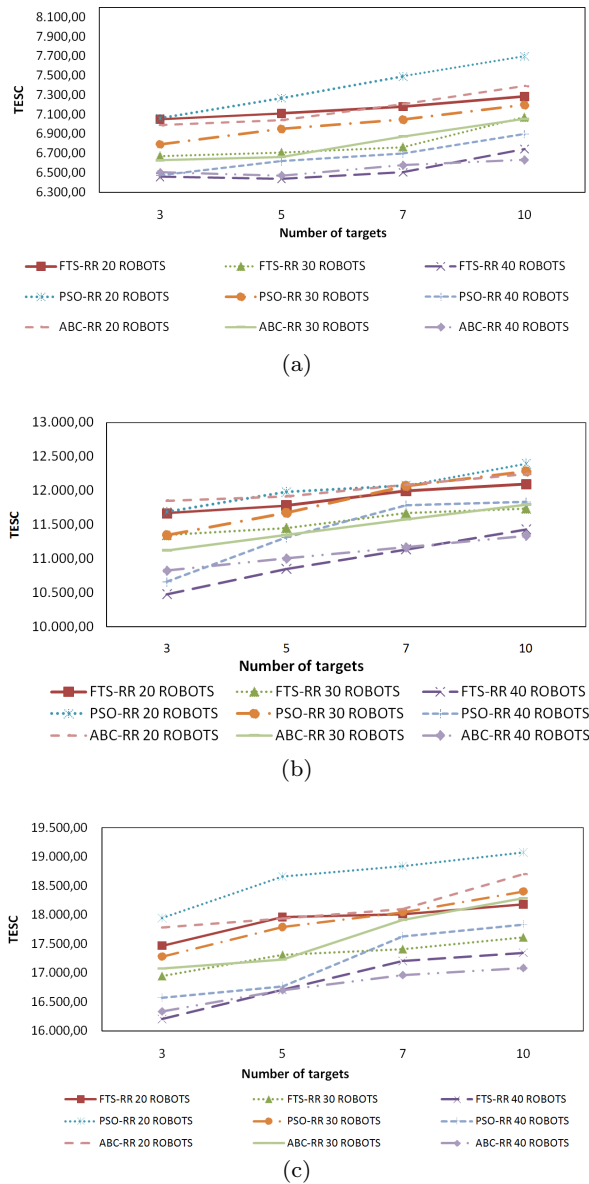 8.100,00
7.900,00
7.700,00
7.500,00
7.300,00
7.100,00
6.900,00
6.700,00
6.500,00
6.300,00
TESC
3 5 7 10
Number of targets
FTS-RR 20 ROBOTS FTS-RR 30 ROBOTS FTS-RR 40 ROBOTS
PSO-RR 20 ROBOTS PSO-RR 30 ROBOTS PSO-RR 40 ROBOTS
ABC-RR 20 ROBOTS ABC-RR 30 ROBOTS ABC-RR 40 ROBOTS
(a)
13.000,00
12.500,00
12.000,00
11.500,00
11.000,00
10.500,00
10.000,00
TESC
3 5 7 10
Number of targets
FTS-RR 20 ROBOTS FTS-RR 30 ROBOTS FTS-RR 40 ROBOTS
PSO-RR 20 ROBOTS PSO-RR 30 ROBOTS PSO-RR 40 ROBOTS
ABC-RR 20 ROBOTS ABC-RR 30 ROBOTS ABC-RR 40 ROBOTS
(b)
19.500,00
19.000,00
18.500,00
18.000,00
17.500,00
17.000,00
16.500,00
16.000,00
TESC
3 5 7 10
Number of targets
FTS-RR 20 ROBOTS FTS-RR 30 ROBOTS FTS-RR 40 ROBOTS
PSO-RR 20 ROBOTS PSO-RR 30 ROBOTS PSO-RR 40 ROBOTS
ABC-RR 20 ROBOTS ABC-RR 30 ROBOTS ABC-RR 40 ROBOTS
(c)